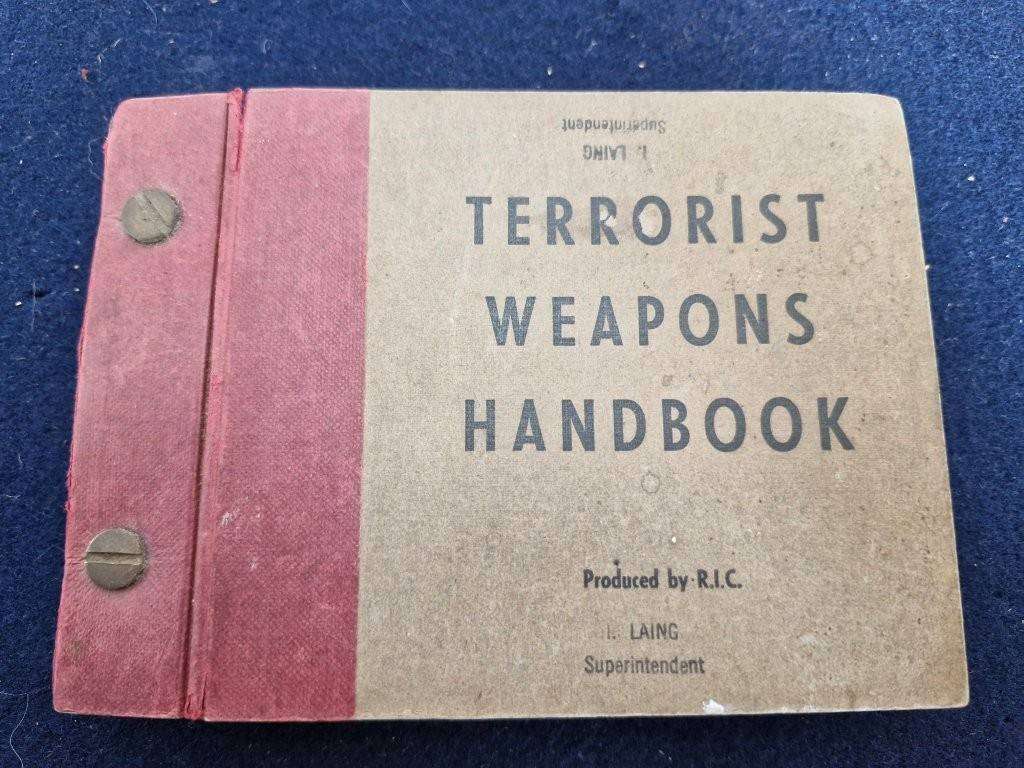 I. LAING
Superintendent
TERRORIST
WEAPONS
HANDBOOK
Produced by R.I.C.
I. LAING
Superintendent